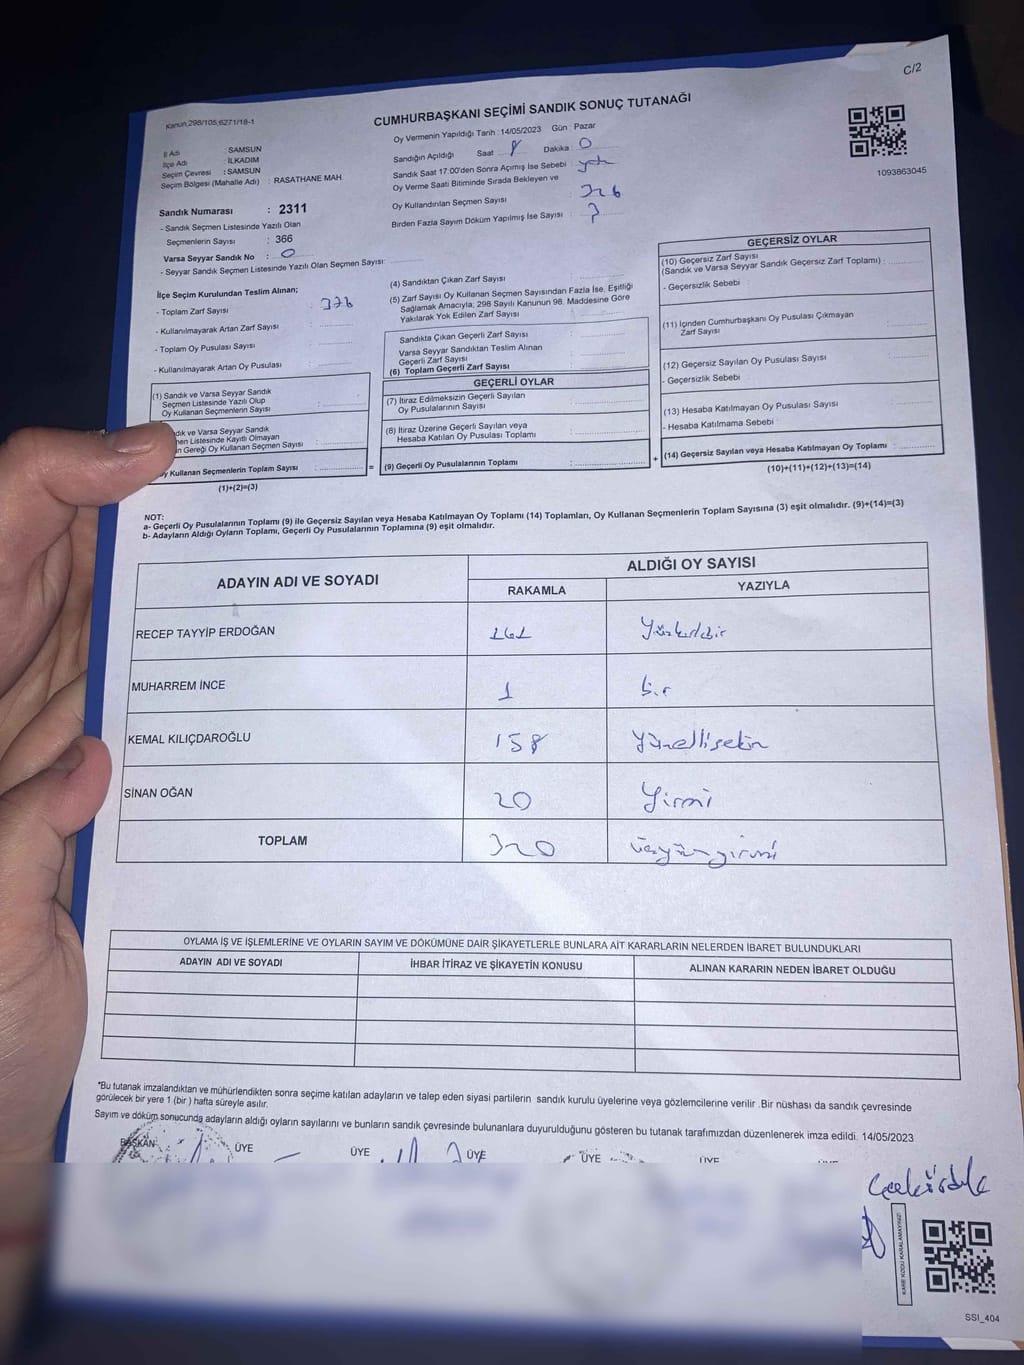 C/2
Kanun:298/105,6271/18-1
CUMHURBAŞKANI SEÇİMİ SANDIK SONUÇ TUTANAĞI
Oy Vermenin Yapıldığı Tarih : 14/05/2023 Gün : Pazar
İl Adı : SAMSUN
İlçe Adı : İLKADIM
Seçim Çevresi : SAMSUN
Seçim Bölgesi (Mahalle Adı) : RASATHANE MAH.
Sandık Numarası : 2311
- Sandık Seçmen Listesinde Yazılı Olan
Seçmenlerin Sayısı : 366
Varsa Seyyar Sandık No : 0
- Seyyar Sandık Seçmen Listesinde Yazılı Olan Seçmen Sayısı:
Sandığın Açıldığı Saat 8 Dakika : 0
Sandık Saat 17:00'den Sonra Açımış İse Sebebi :
Oy Verme Saati Bitiminde Sırada Bekleyen ve
Oy Kullandırılan Seçmen Sayısı : 326
Birden Fazla Sayım Döküm Yapılmış İse Sayısı :
1093863045
İlçe Seçim Kurulundan Teslim Alınan;
- Toplam Zarf Sayısı : 376
- Kullanılmayarak Artan Zarf Sayısı :
- Toplam Oy Pusulası Sayısı :
- Kullanılmayarak Artan Oy Pusulası :
(1) Sandık ve Varsa Seyyar Sandık
Seçmen Listesinde Yazılı Olup
Oy Kullanan Seçmenlerin Sayısı :
ve Varsa Seyyar Sandık
Listesinde Kayıtlı Olmayan
Gereği Oy Kullanan Seçmen Sayısı :
Kullanan Seçmenlerin Toplam Sayısı : =
(1)+(2)=(3)
(4) Sandıktan Çıkan Zarf Sayısı :
(5) Zarf Sayısı Oy Kullanan Seçmen Sayısından Fazla İse, Eşitliği
Sağlamak Amacıyla; 298 Sayılı Kanunun 98. Maddesine Göre
Yakılarak Yok Edilen Zarf Sayısı :
Sandıkta Çıkan Geçerli Zarf Sayısı :
Varsa Seyyar Sandıktan Teslim Alınan
Geçerli Zarf Sayısı :
(6) Toplam Geçerli Zarf Sayısı :
GEÇERLİ OYLAR
(7) İtiraz Edilmeksizin Geçerli Sayılan
Oy Pusulalarının Sayısı :
(8) İtiraz Üzerine Geçerli Sayılan veya
Hesaba Katılan Oy Pusulası Toplamı :
(9) Geçerli Oy Pusulalarının Toplamı : +
GEÇERSİZ OYLAR
(10) Geçersiz Zarf Sayısı
(Sandık ve Varsa Seyyar Sandık Geçersiz Zarf Toplamı) :
- Geçersizlik Sebebi :
(11) İçinden Cumhurbaşkanı Oy Pusulası Çıkmayan
Zarf Sayısı :
(12) Geçersiz Sayılan Oy Pusulası Sayısı :
- Geçersizlik Sebebi :
(13) Hesaba Katılmayan Oy Pusulası Sayısı :
- Hesaba Katılmama Sebebi :
(14) Geçersiz Sayılan veya Hesaba Katılmayan Oy Toplamı :
(10)+(11)+(12)+(13)=(14)
NOT:
a- Geçerli Oy Pusulalarının Toplamı (9) ile Geçersiz Sayılan veya Hesaba Katılmayan Oy Toplamı (14) Toplamları, Oy Kullanan Seçmenlerin Toplam Sayısına (3) eşit olmalıdır. (9)+(14)=(3)
b- Adayların Aldığı Oyların Toplamı, Geçerli Oy Pusulalarının Toplamına (9) eşit olmalıdır.
ADAYIN ADI VE SOYADI ALDIĞI OY SAYISI
RAKAMLA YAZIYLA
RECEP TAYYİP ERDOĞAN 141 Yüzkırkbir
MUHARREM İNCE 1 bir
KEMAL KILIÇDAROĞLU 158 Yüzellisekiz
SİNAN OĞAN 20 Yirmi
TOPLAM 320 üçyüzyirmi
OYLAMA İŞ VE İŞLEMLERİNE VE OYLARIN SAYIM VE DÖKÜMÜNE DAİR ŞİKAYETLERLE BUNLARA AİT KARARLARIN NELERDEN İBARET BULUNDUKLARI
ADAYIN ADI VE SOYADI İHBAR İTİRAZ VE ŞİKAYETİN KONUSU ALINAN KARARIN NEDEN İBARET OLDUĞU
*Bu tutanak imzalandıktan ve mühürlendikten sonra seçime katılan adayların ve talep eden siyasi partilerin sandık kurulu üyelerine veya gözlemcilerine verilir .Bir nüshası da sandık çevresinde
görülecek bir yere 1 (bir ) hafta süreyle asılır.
Sayım ve döküm sonucunda adayların aldığı oyların sayılarını ve bunların sandık çevresinde bulunanlara duyurulduğunu gösteren bu tutanak tarafımızdan düzenlenerek imza edildi. 14/05/2023
BAŞKAN ÜYE ÜYE ÜYE ÜYE ÜYE
KARE KODU KARALAMAYINIZ!
SSI_404